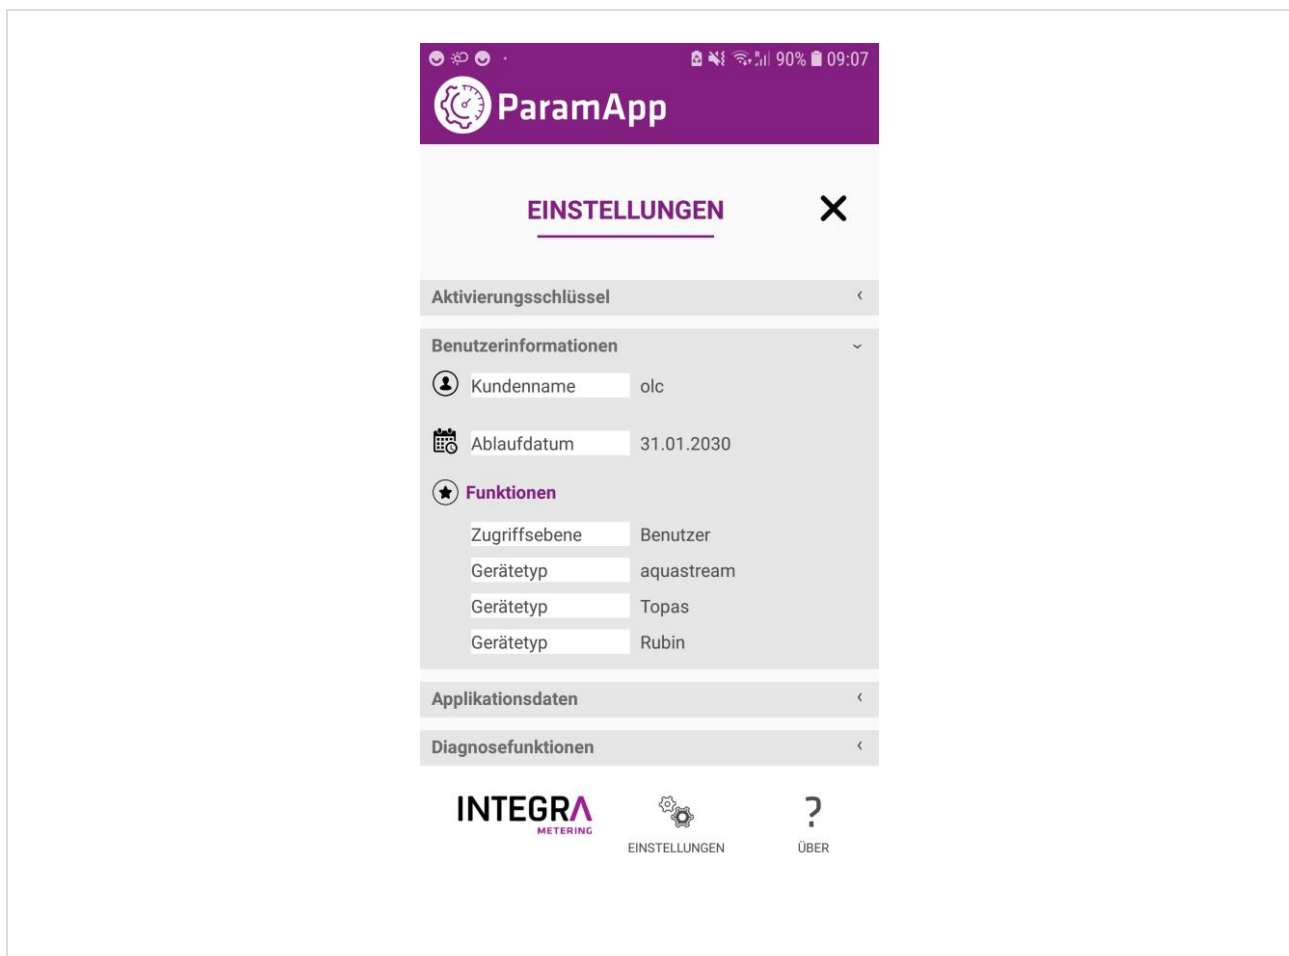 90% 09:07
ParamApp
EINSTELLUNGEN
Aktivierungsschlüssel
Benutzerinformationen
Kundenname olc
Ablaufdatum 31.01.2030
Funktionen
Zugriffsebene Benutzer
Gerätetyp aquastream
Gerätetyp Topas
Gerätetyp Rubin
Applikationsdaten
Diagnosefunktionen
INTEGRA
METERING
EINSTELLUNGEN
?
ÜBER